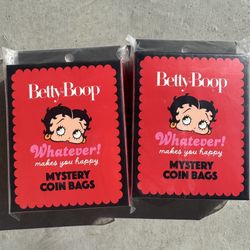 Betty Boop
Whatever!
makes you happy
MYSTERY
COIN BAGS
Betty Boop
Whatever!
makes you happy
MYSTERY
COIN BAGS